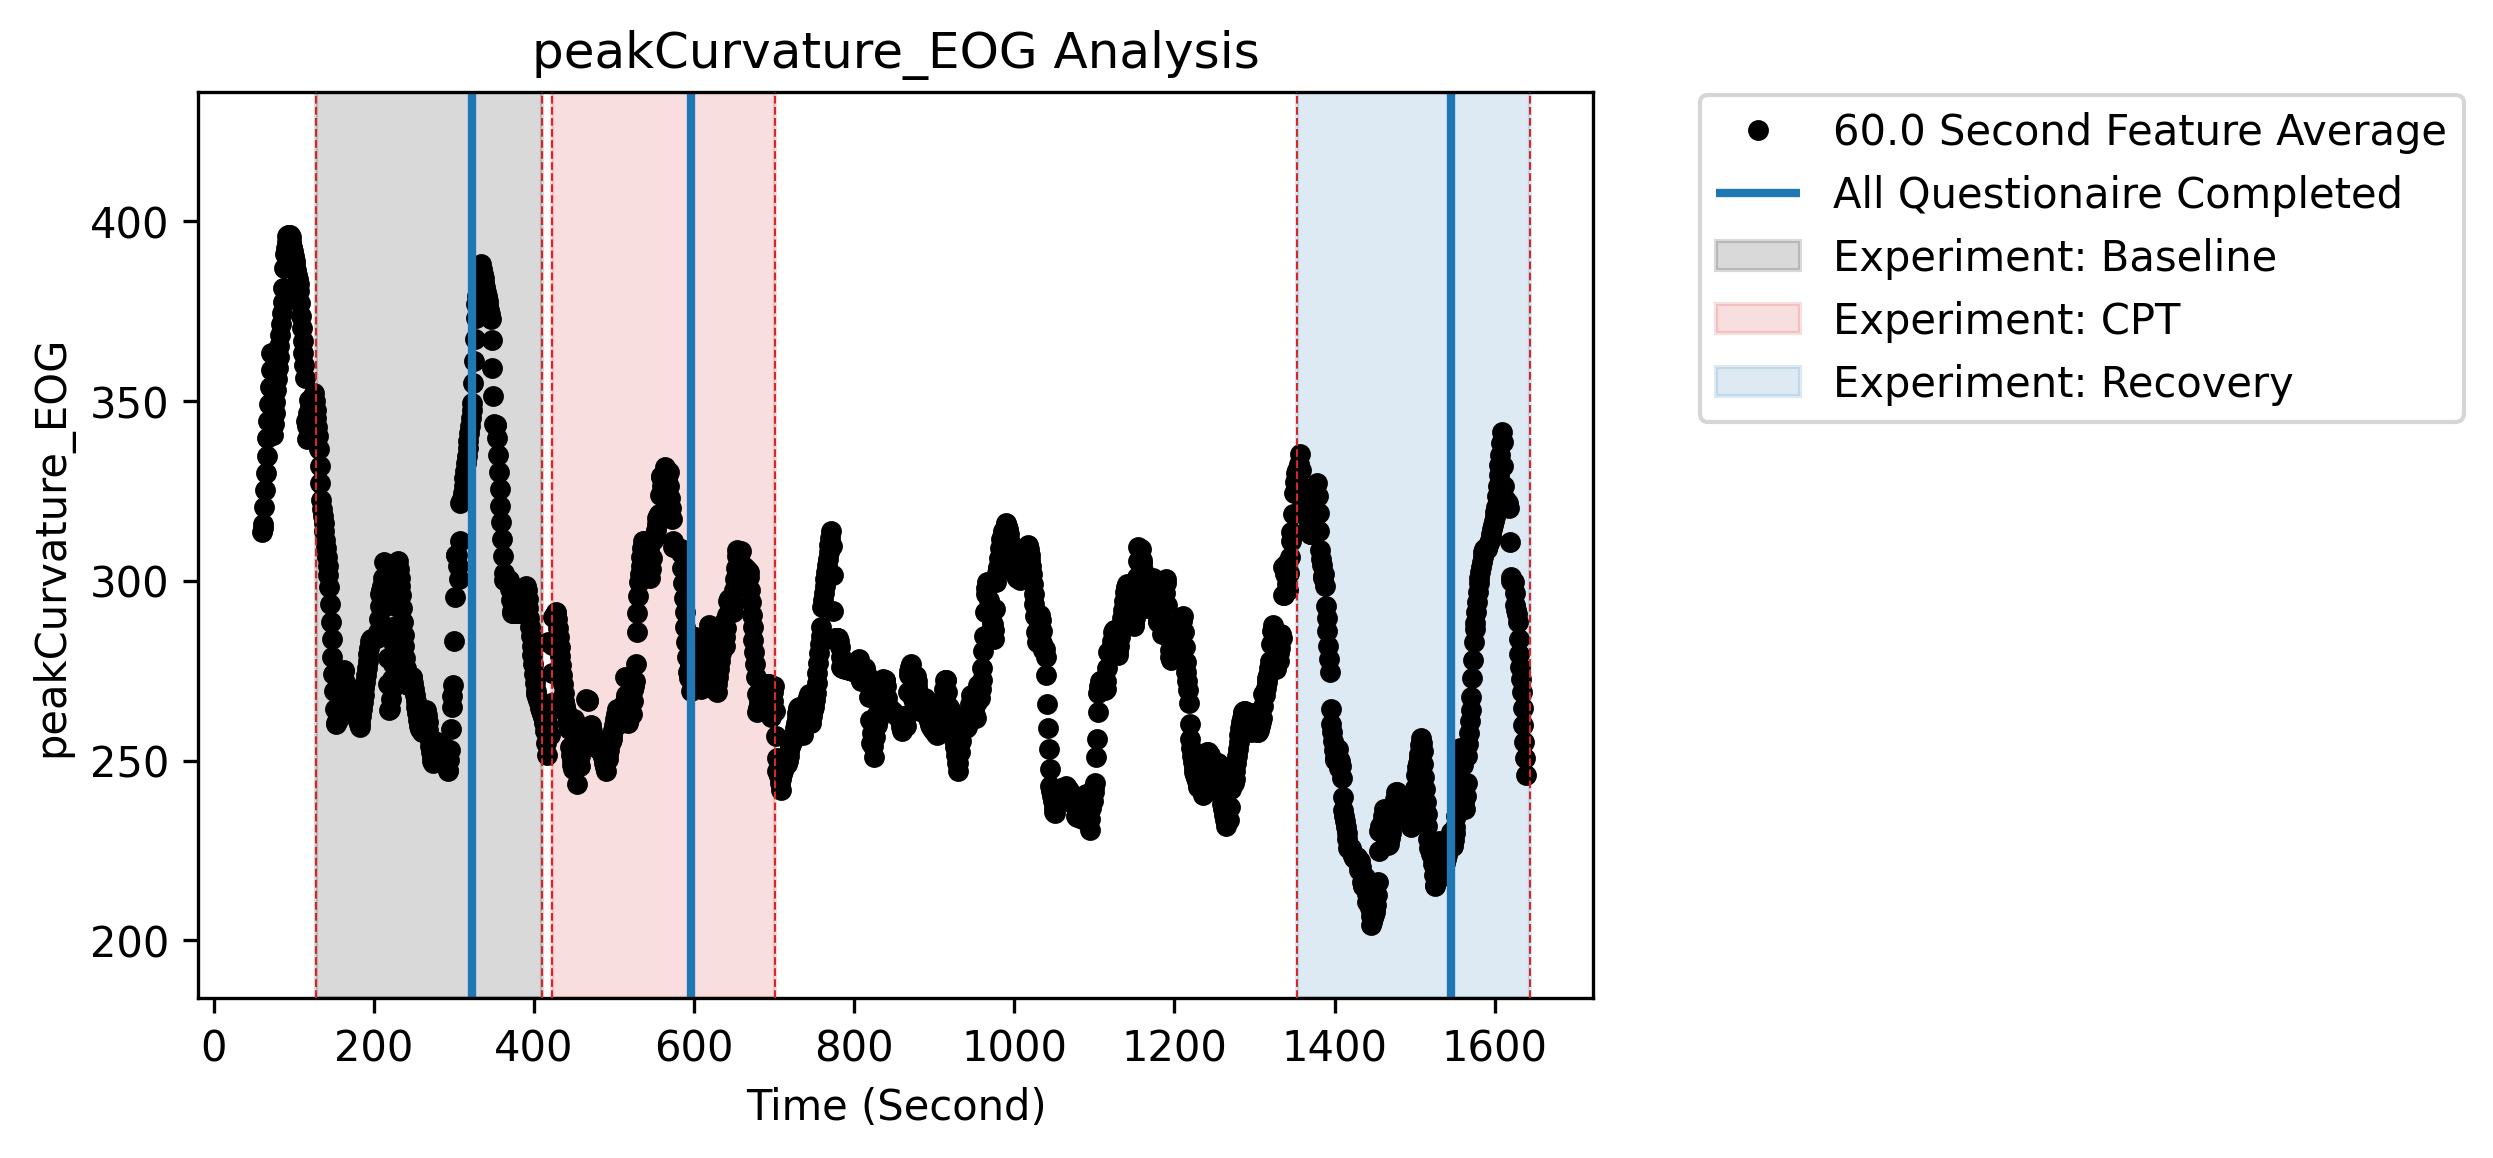 peakCurvature_EOG Analysis
peakCurvature_EOG
400
350
300
250
200
0
200
400
600
800
1000
1200
1400
1600
Time (Second)
60.0 Second Feature Average
All Questionaire Completed
Experiment: Baseline
Experiment: CPT
Experiment: Recovery